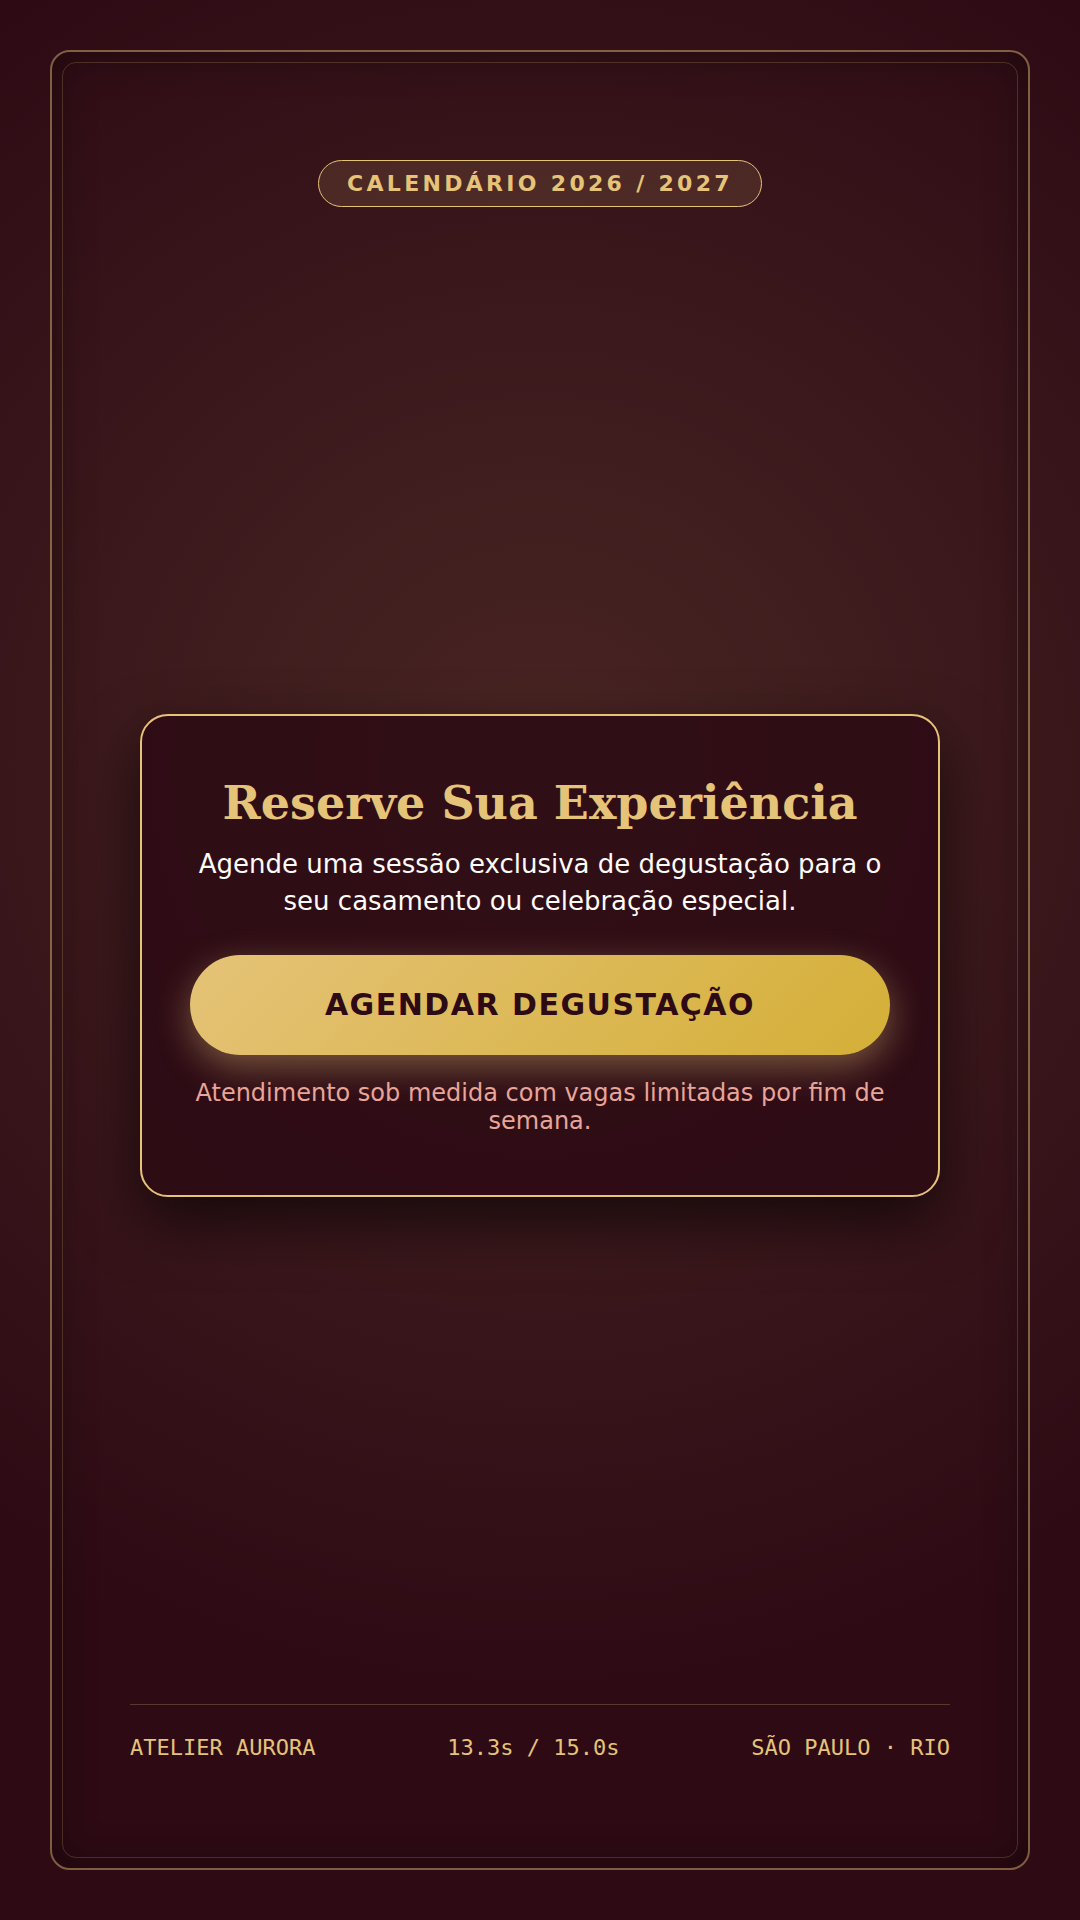 CALENDÁRIO 2026 / 2027
Reserve Sua Experiência
Agende uma sessão exclusiva de degustação para o
seu casamento ou celebração especial.
AGENDAR DEGUSTAÇÃO
Atendimento sob medida com vagas limitadas por fim de
semana.
ATELIER AURORA 13.3s / 15.0s SÃO PAULO · RIO